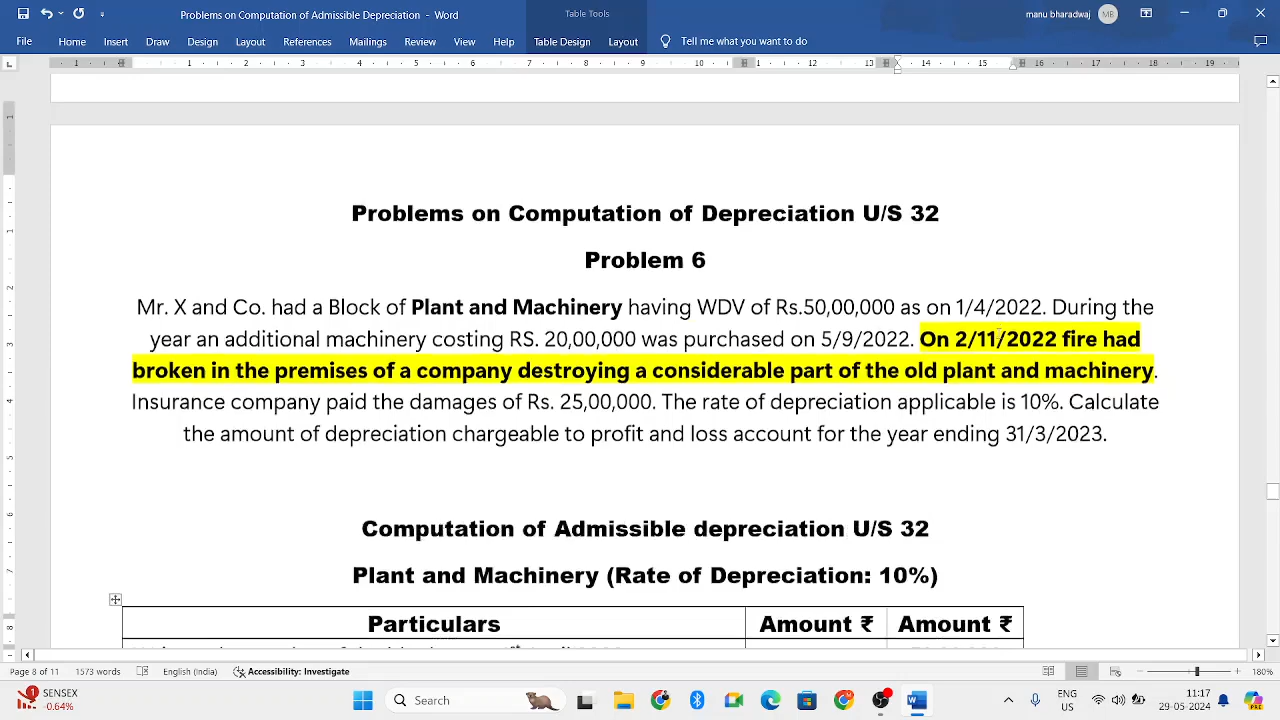 Problems on Computation of Depreciation U/S 32 - Word
Table Tools
manu bharadwaj
MB
File Home Insert Draw Design Layout References Mailings Review View Help Table Design Layout Tell me what you want to do
Problems on Computation of Depreciation U/S 32
Problem 6
Mr. X and Co. had a Block of Plant and Machinery having WDV of Rs.50,00,000 as on 1/4/2022. During the
year an additional machinery costing RS. 20,00,000 was purchased on 5/9/2022. On 2/11/2022 fire had
broken in the premises of a company destroying a considerable part of the old plant and machinery.
Insurance company paid the damages of Rs. 25,00,000. The rate of depreciation applicable is 10%. Calculate
the amount of depreciation chargeable to profit and loss account for the year ending 31/3/2023.
Computation of Admissible depreciation U/S 32
Plant and Machinery (Rate of Depreciation: 10%)
Particulars Amount ₹ Amount ₹
Page 8 of 11 1573 words English (India) Accessibility: Investigate 180%
SENSEX
-0.64%
Search
ENG
US
11:17
29-05-2024